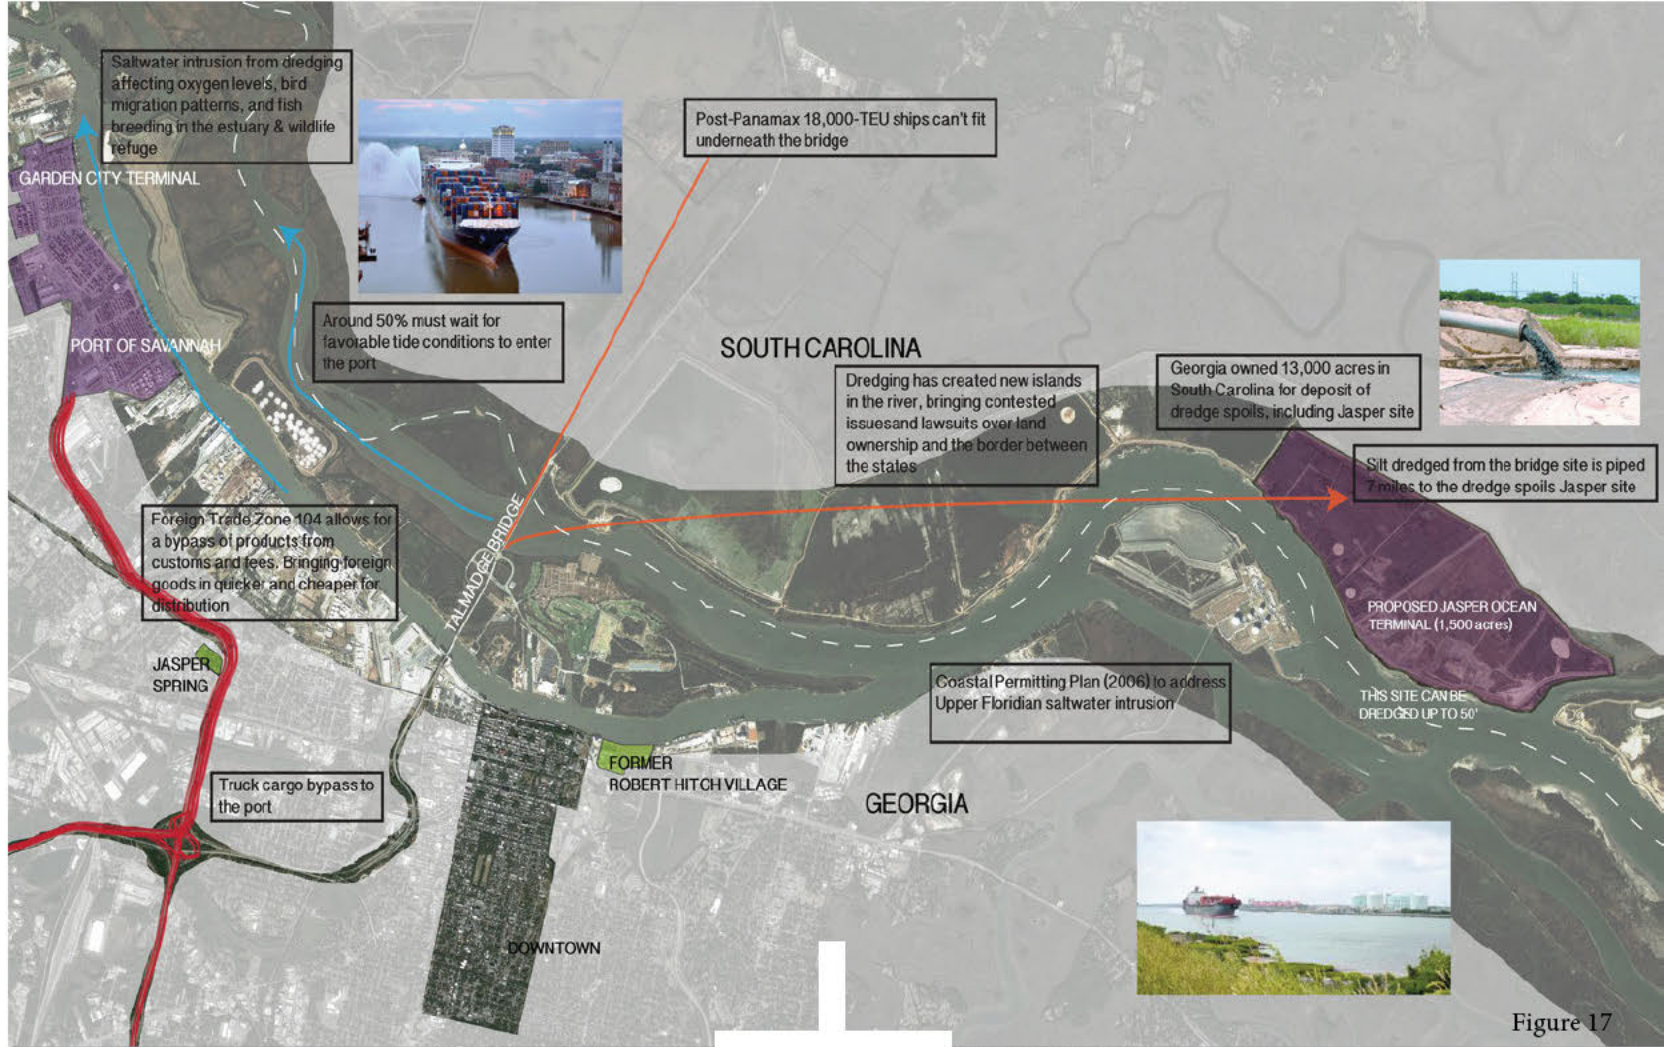 Saltwater intrusion from dredging
affecting oxygen levels, bird
migration patterns, and fish
breeding in the estuary & wildlife
refuge
GARDEN CITY TERMINAL
Post-Panamax 18,000-TEU ships can't fit
underneath the bridge
Around 50% must wait for
favorable tide conditions to enter
the port
PORT OF SAVANNAH
SOUTH CAROLINA
Dredging has created new islands
in the river, bringing contested
issuesand lawsuits over land
ownership and the border between
the states
Georgia owned 13,000 acres in
South Carolina for deposit of
dredge spoils, including Jasper site
Silt dredged from the bridge site is piped
7 miles to the dredge spoils Jasper site
Foreign Trade Zone 104 allows for
a bypass of products from
customs and fees. Bringing foreign
goods in quicker and cheaper for
distribution
TALMADGE BRIDGE
PROPOSED JASPER OCEAN
TERMINAL (1,500 acres)
JASPER
SPRING
Coastal Permitting Plan (2006) to address
Upper Floridian saltwater intrusion
THIS SITE CAN BE
DREDGED UP TO 50'
FORMER
ROBERT HITCH VILLAGE
Truck cargo bypass to
the port
GEORGIA
DOWNTOWN
Figure 17